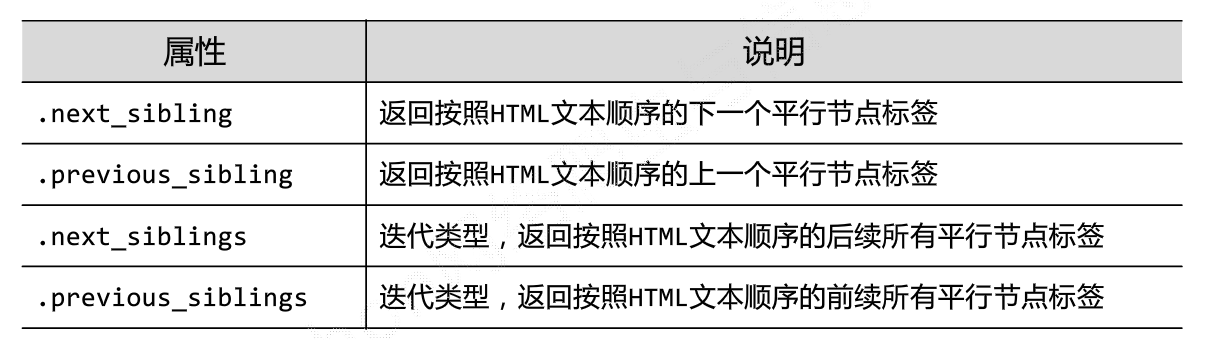 属性 说明
.next_sibling 返回按照HTML文本顺序的下一个平行节点标签
.previous_sibling 返回按照HTML文本顺序的上一个平行节点标签
.next_siblings 迭代类型，返回按照HTML文本顺序的后续所有平行节点标签
.previous_siblings 迭代类型，返回按照HTML文本顺序的前续所有平行节点标签